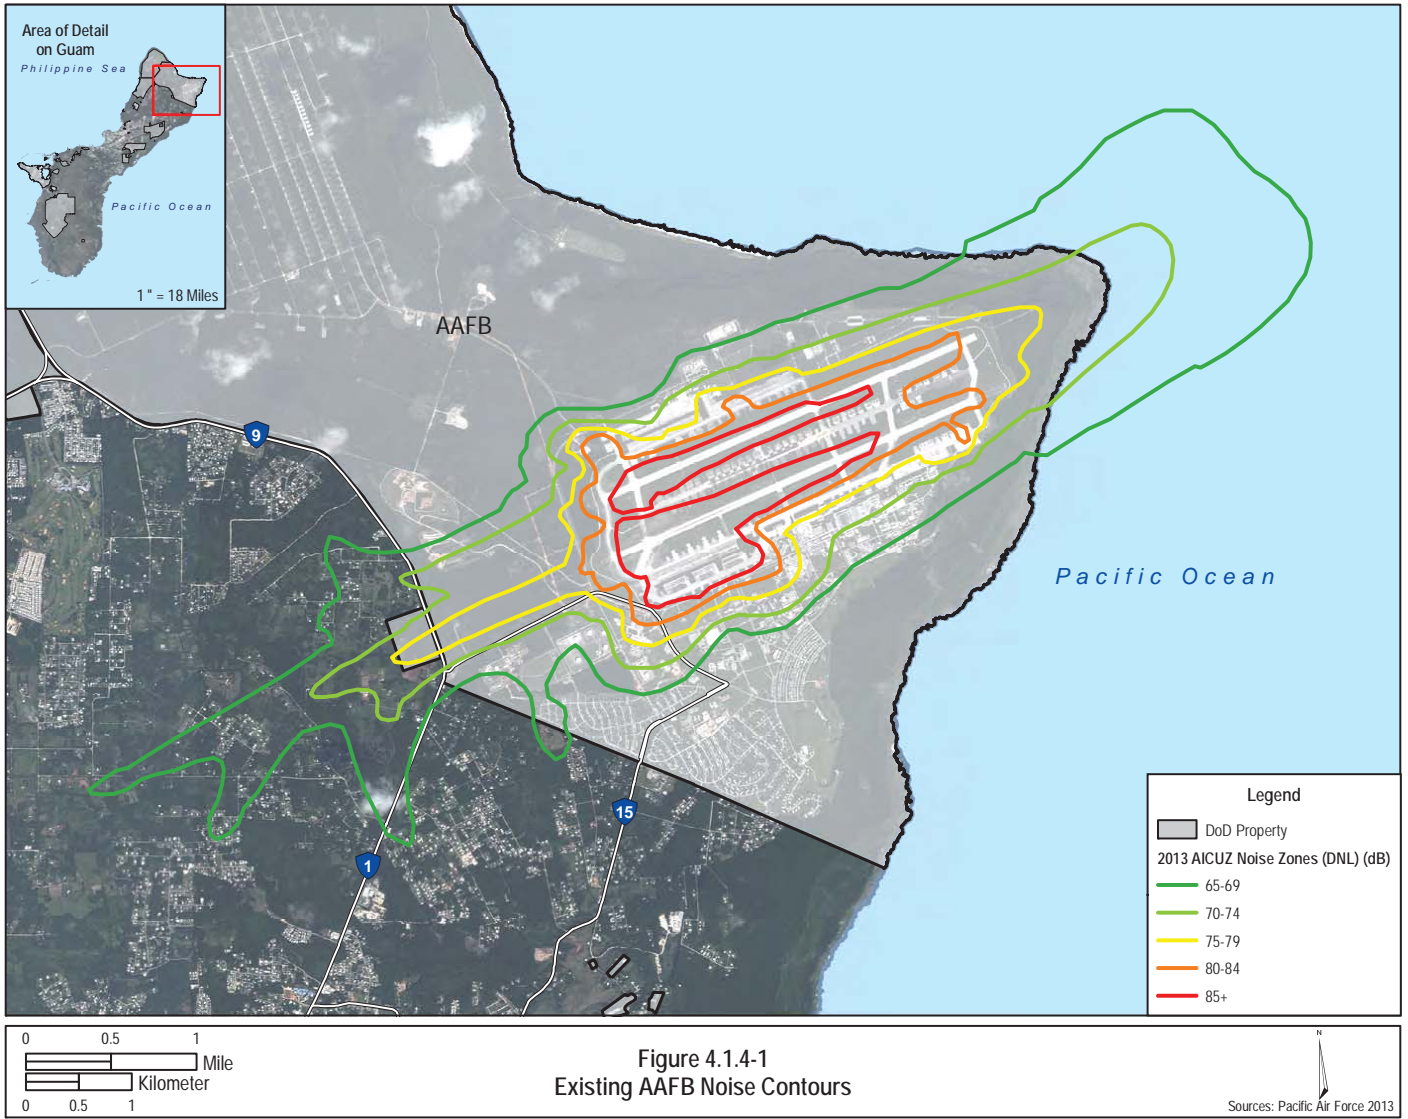 Area of Detail
on Guam
Philippine Sea
Pacific Ocean
1 " = 18 Miles
AAFB
9
Pacific Ocean
15
1
Legend
DoD Property
2013 AICUZ Noise Zones (DNL) (dB)
65-69
70-74
75-79
80-84
85+
0 0.5 1
Mile
Kilometer
0 0.5 1
Figure 4.1.4-1
Existing AAFB Noise Contours
N
Sources: Pacific Air Force 2013